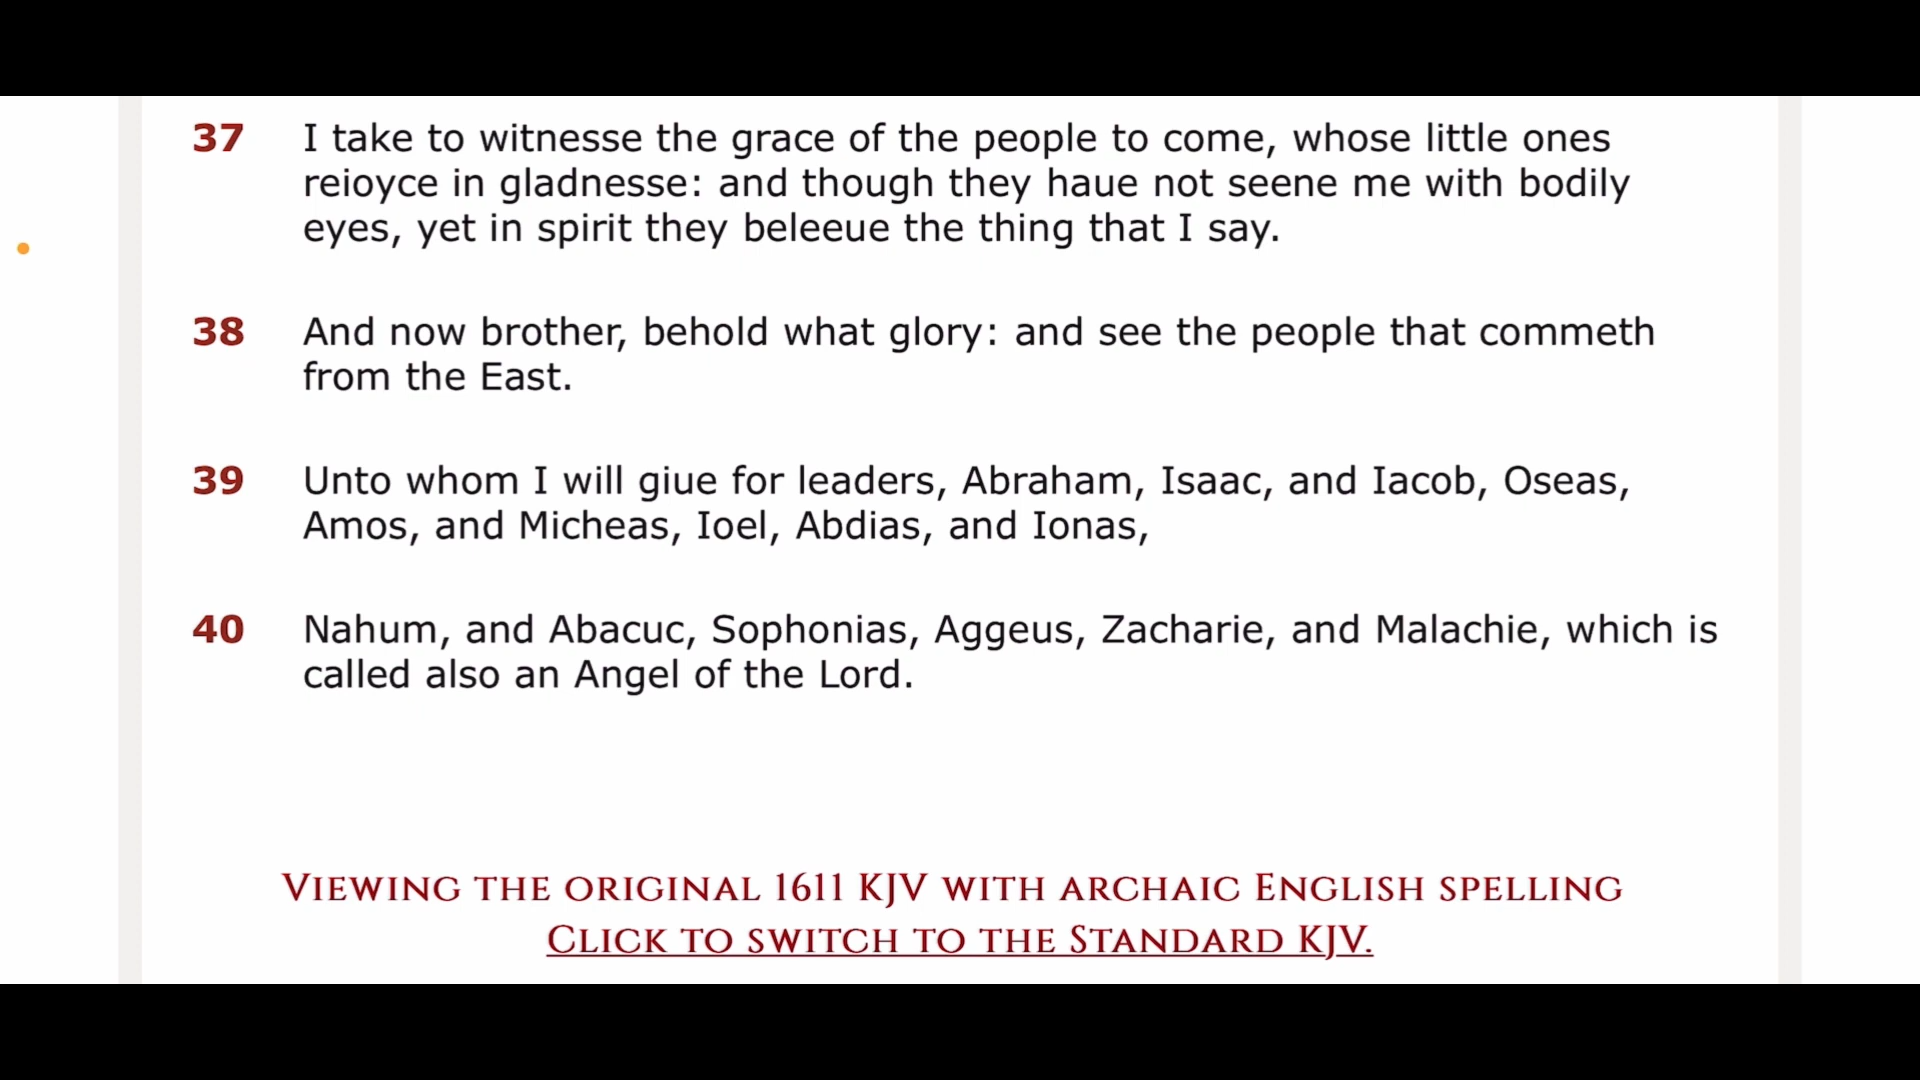 37 I take to witnesse the grace of the people to come, whose little ones
reioyce in gladnesse: and though they haue not seene me with bodily
eyes, yet in spirit they beleeue the thing that I say.
38 And now brother, behold what glory: and see the people that commeth
from the East.
39 Unto whom I will giue for leaders, Abraham, Isaac, and Iacob, Oseas,
Amos, and Micheas, Ioel, Abdias, and Ionas,
40 Nahum, and Abacuc, Sophonias, Aggeus, Zacharie, and Malachie, which is
called also an Angel of the Lord.
Viewing the original 1611 KJV with archaic English spelling
Click to switch to the Standard KJV.